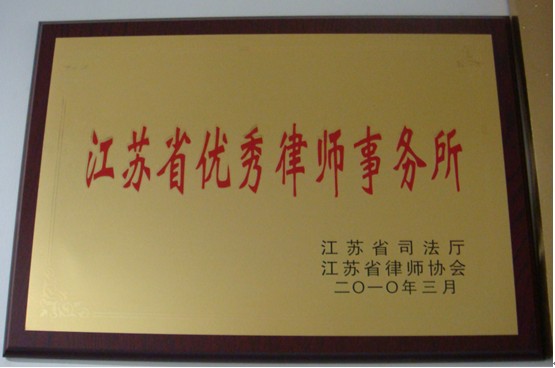 江苏省优秀律师事务所
江苏省司法厅
江苏省律师协会
二〇一〇年三月